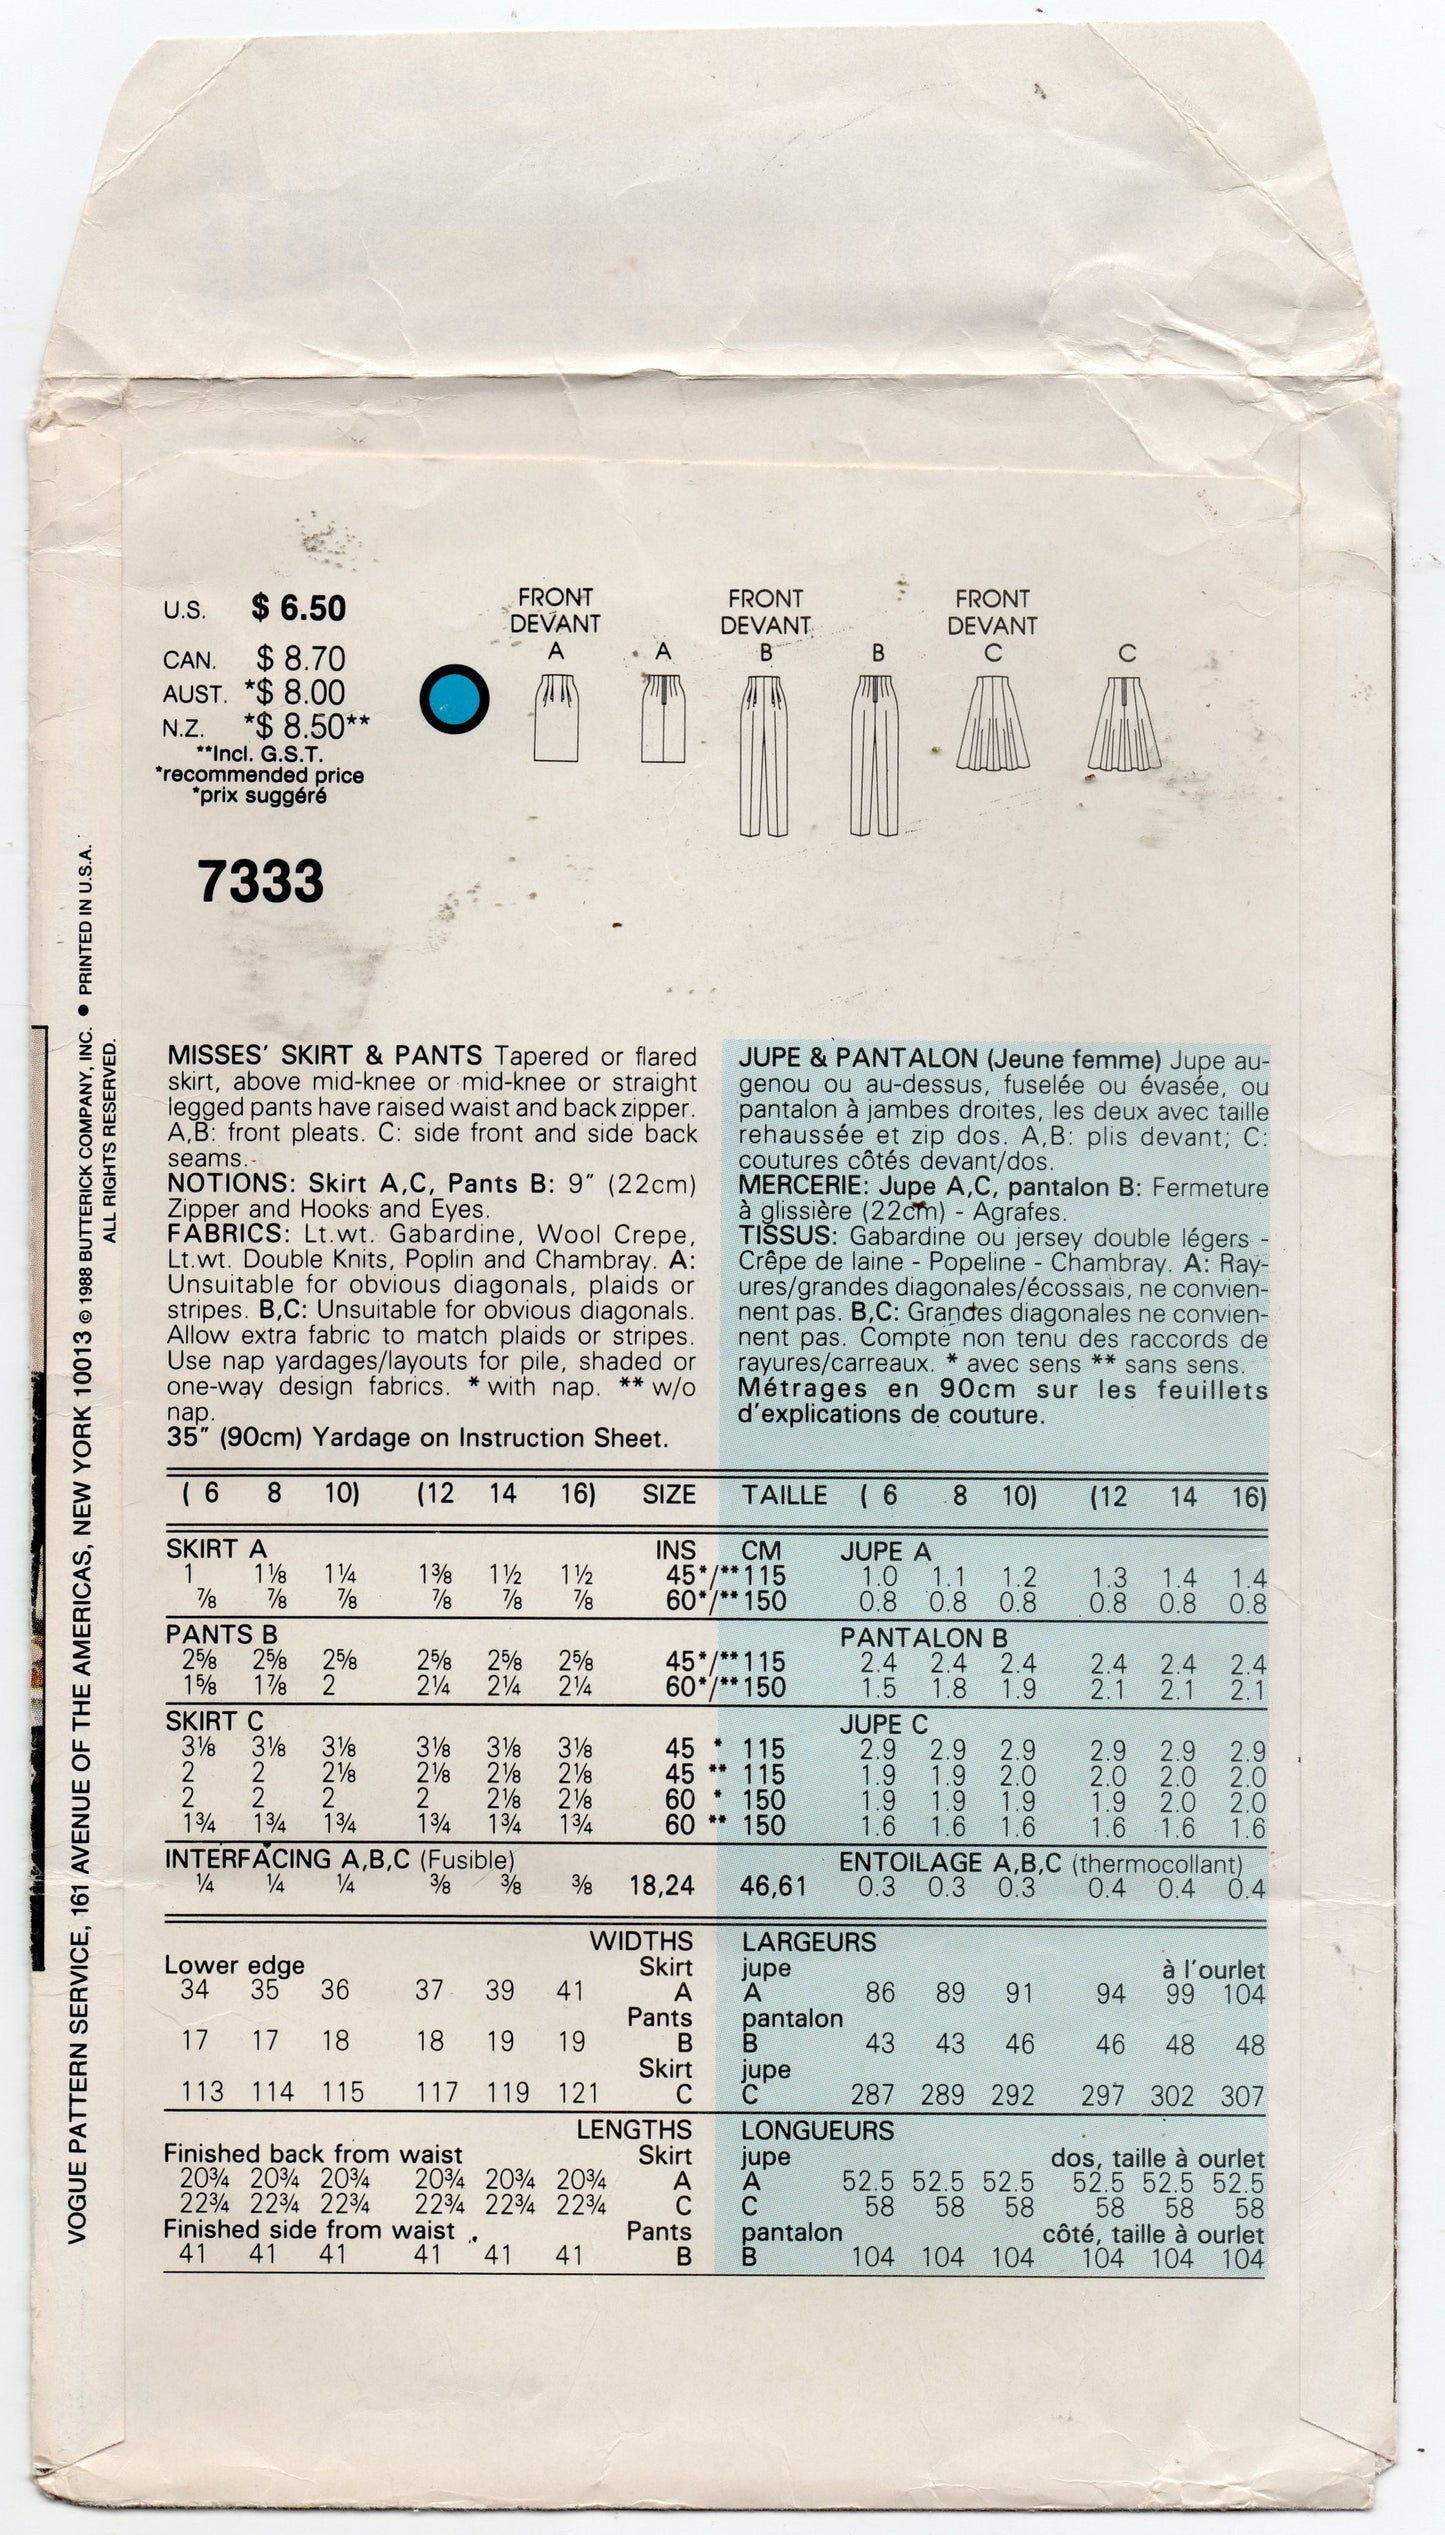 U.S. $ 6.50
CAN. $ 8.70
AUST. *$ 8.00
N.Z. *$ 8.50**
**Incl. G.S.T.
*recommended price
*prix suggéré
7333
FRONT DEVANT A
A
FRONT DEVANT B
B
FRONT DEVANT C
C
VOGUE PATTERN SERVICE, 161 AVENUE OF THE AMERICAS, NEW YORK 10013 © 1988 BUTTERICK COMPANY, INC. ● PRINTED IN U.S.A.
ALL RIGHTS RESERVED.
MISSES' SKIRT & PANTS Tapered or flared
skirt, above mid-knee or mid-knee or straight
legged pants have raised waist and back zipper.
A,B: front pleats. C: side front and side back
seams.
NOTIONS: Skirt A,C, Pants B: 9" (22cm)
Zipper and Hooks and Eyes.
FABRICS: Lt.wt. Gabardine, Wool Crepe,
Lt.wt. Double Knits, Poplin and Chambray. A:
Unsuitable for obvious diagonals, plaids or
stripes. B,C: Unsuitable for obvious diagonals.
Allow extra fabric to match plaids or stripes.
Use nap yardages/layouts for pile, shaded or
one-way design fabrics. * with nap. ** w/o
nap.
35" (90cm) Yardage on Instruction Sheet.
JUPE & PANTALON (Jeune femme) Jupe au-
genou ou au-dessus, fuselée ou évasée, ou
pantalon à jambes droites, les deux avec taille
rehaussée et zip dos. A,B: plis devant; C:
coutures côtés devant/dos.
MERCERIE: Jupe A,C, pantalon B: Fermeture
à glissière (22cm) - Agrafes.
TISSUS: Gabardine ou jersey double légers -
Crêpe de laine - Popeline - Chambray. A: Ray-
ures/grandes diagonales/écossais, ne convien-
nent pas. B,C: Grandes diagonales ne convien-
nent pas. Compte non tenu des raccords de
rayures/carreaux. * avec sens ** sans sens.
Métrages en 90cm sur les feuillets
d'explications de couture.
( 6 8 10) (12 14 16) SIZE TAILLE ( 6 8 10) (12 14 16)
SKIRT A INS CM JUPE A
1 1⅛ 1¼ 1⅜ 1½ 1½ 45*/**115 1.0 1.1 1.2 1.3 1.4 1.4
⅞ ⅞ ⅞ ⅞ ⅞ ⅞ 60*/**150 0.8 0.8 0.8 0.8 0.8 0.8
PANTS B PANTALON B
2⅝ 2⅝ 2⅝ 2⅝ 2⅝ 2⅝ 45*/**115 2.4 2.4 2.4 2.4 2.4 2.4
1⅝ 1⅞ 2 2¼ 2¼ 2¼ 60*/**150 1.5 1.8 1.9 2.1 2.1 2.1
SKIRT C JUPE C
3⅛ 3⅛ 3⅛ 3⅛ 3⅛ 3⅛ 45 * 115 2.9 2.9 2.9 2.9 2.9 2.9
2 2 2⅛ 2⅛ 2⅛ 2⅛ 45 ** 115 1.9 1.9 2.0 2.0 2.0 2.0
2 2 2 2 2⅛ 2⅛ 60 * 150 1.9 1.9 1.9 1.9 2.0 2.0
1¾ 1¾ 1¾ 1¾ 1¾ 1¾ 60 ** 150 1.6 1.6 1.6 1.6 1.6 1.6
INTERFACING A,B,C (Fusible) ENTOILAGE A,B,C (thermocollant)
¼ ¼ ¼ ⅜ ⅜ ⅜ 18,24 46,61 0.3 0.3 0.3 0.4 0.4 0.4
WIDTHS LARGEURS
Lower edge Skirt jupe à l'ourlet
34 35 36 37 39 41 A A 86 89 91 94 99 104
Pants pantalon
17 17 18 18 19 19 B B 43 43 46 46 48 48
Skirt jupe
113 114 115 117 119 121 C C 287 289 292 297 302 307
LENGTHS LONGUEURS
Finished back from waist Skirt jupe dos, taille à ourlet
20¾ 20¾ 20¾ 20¾ 20¾ 20¾ A A 52.5 52.5 52.5 52.5 52.5 52.5
22¾ 22¾ 22¾ 22¾ 22¾ 22¾ C C 58 58 58 58 58 58
Finished side from waist Pants pantalon côté, taille à ourlet
41 41 41 41 41 41 B B 104 104 104 104 104 104